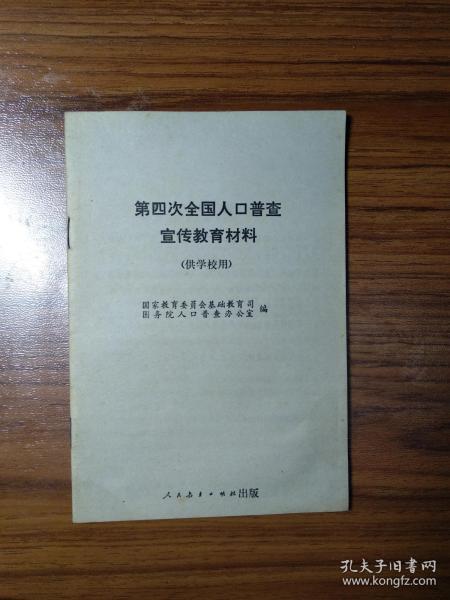 第四次全国人口普查
宣传教育材料
（供学校用）
国家教育委员会基础教育司
国务院人口普查办公室 编
人民教育出版社出版
孔夫子旧书网
www.kongfz.com